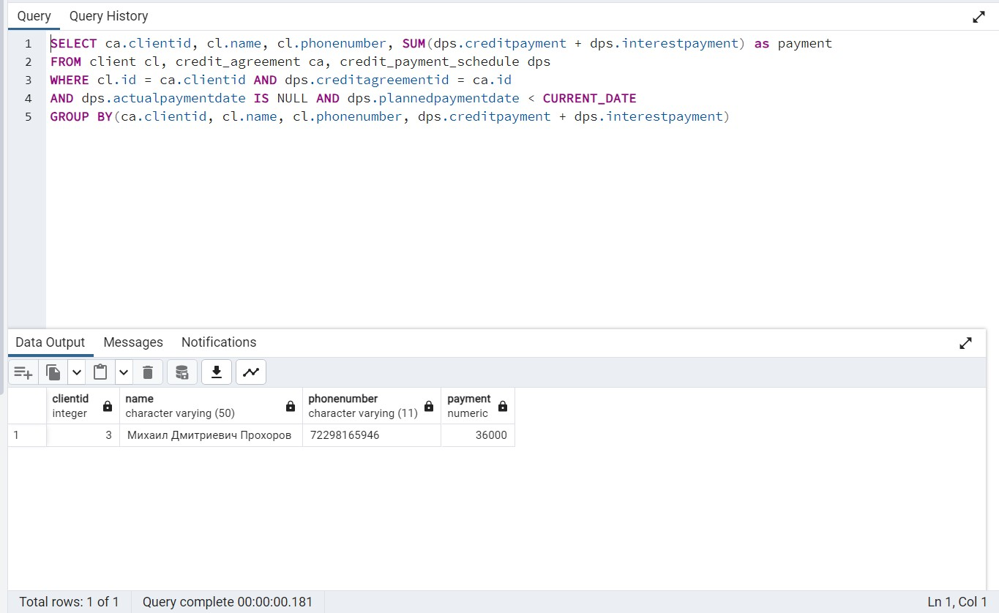 Query Query History
1 SELECT ca.clientid, cl.name, cl.phonenumber, SUM(dps.creditpayment + dps.interestpayment) as payment
2 FROM client cl, credit_agreement ca, credit_payment_schedule dps
3 WHERE cl.id = ca.clientid AND dps.creditagreementid = ca.id
4 AND dps.actualpaymentdate IS NULL AND dps.plannedpaymentdate < CURRENT_DATE
5 GROUP BY(ca.clientid, cl.name, cl.phonenumber, dps.creditpayment + dps.interestpayment)
Data Output Messages Notifications
clientid name phonenumber payment
integer character varying (50) character varying (11) numeric
1 3 Михаил Дмитриевич Прохоров 72298165946 36000
Total rows: 1 of 1 Query complete 00:00:00.181 Ln 1, Col 1